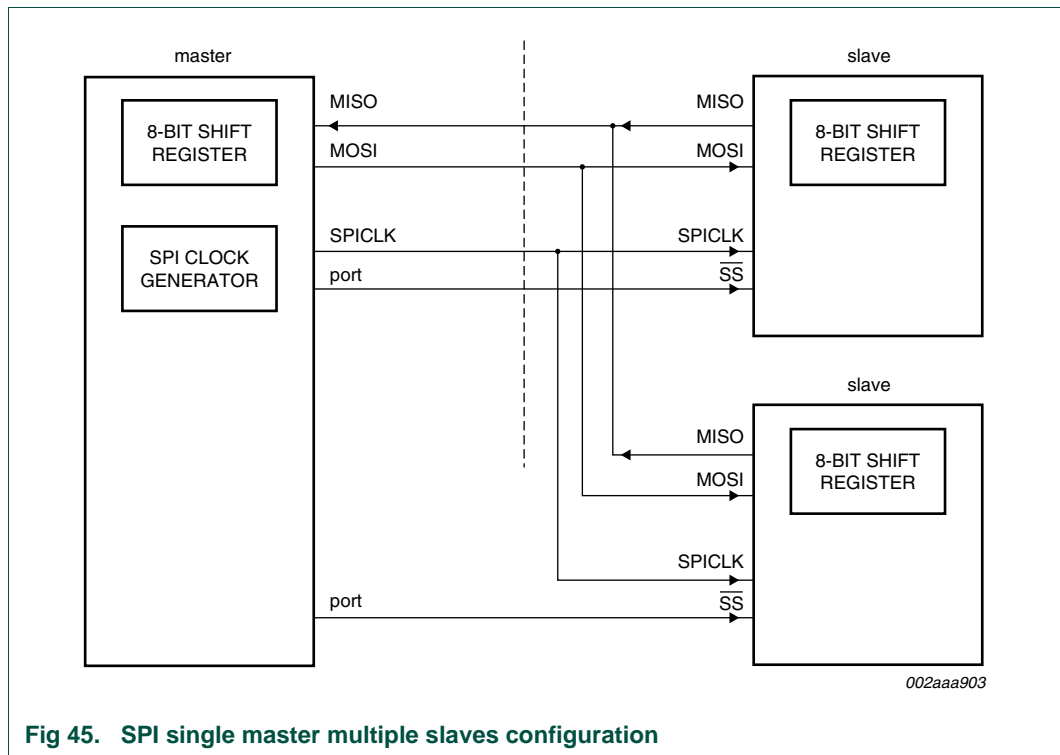 master
slave
8-BIT SHIFT
REGISTER
MISO
MISO
8-BIT SHIFT
REGISTER
MOSI
MOSI
SPI CLOCK
GENERATOR
SPICLK
SPICLK
port
SS
slave
MISO
8-BIT SHIFT
REGISTER
MOSI
SPICLK
port
SS
002aaa903
Fig 45. SPI single master multiple slaves configuration